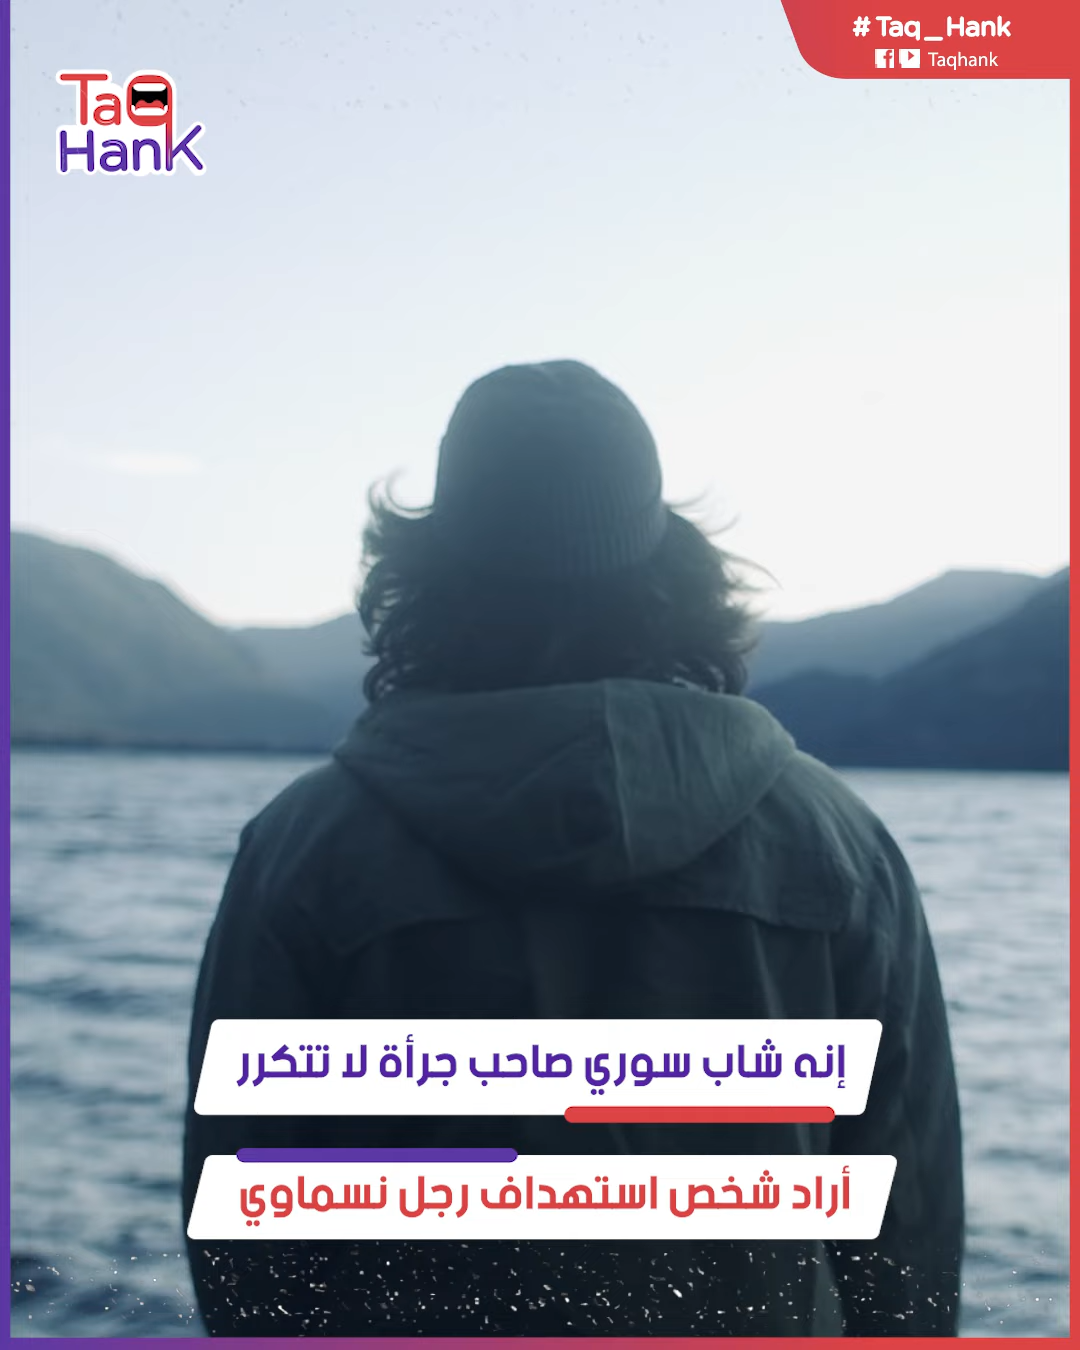 # Taq_Hank
Taqhank
TaQ
HanK
إنه شاب سوري صاحب جرأة لا تتكرر
أراد شخص استهداف رجل نسماوي